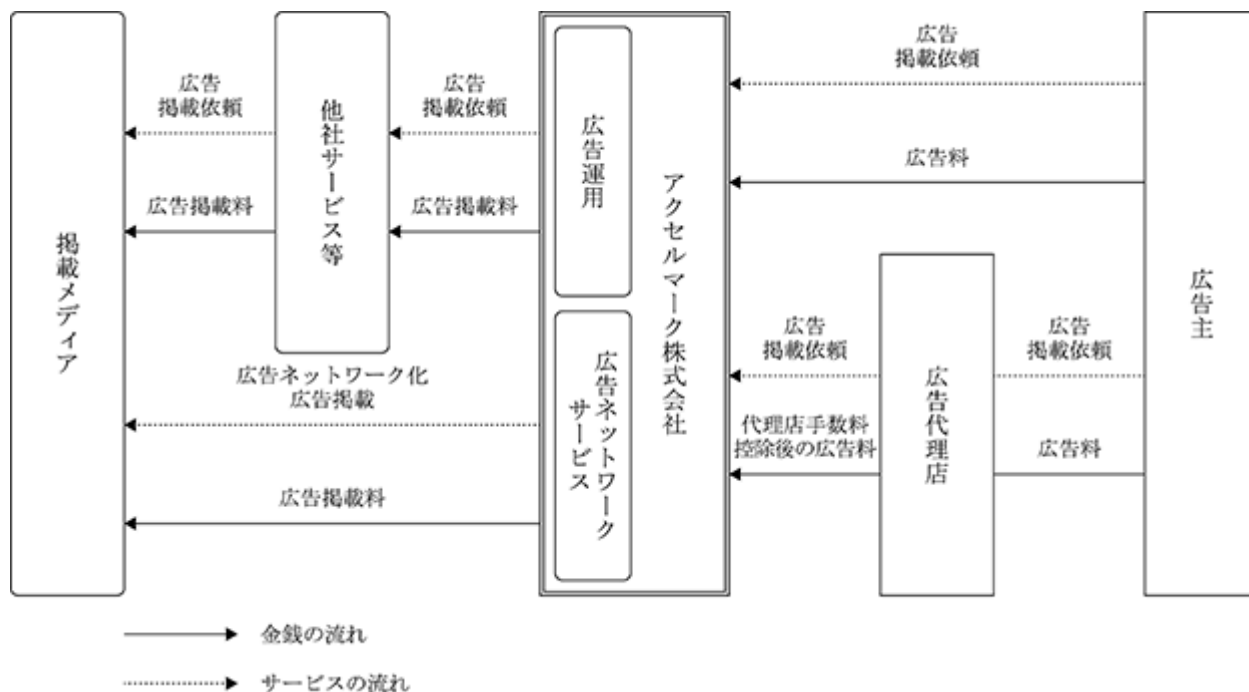 掲載メディア
広告
掲載依頼
広告掲載料
他社サービス等
広告
掲載依頼
広告掲載料
広告ネットワーク化
広告掲載
広告掲載料
広告運用
広告ネットワーク
サービス
アクセルマーク株式会社
広告
掲載依頼
広告料
広告
掲載依頼
代理店手数料
控除後の広告料
広告代理店
広告
掲載依頼
広告料
広告主
金銭の流れ
サービスの流れ